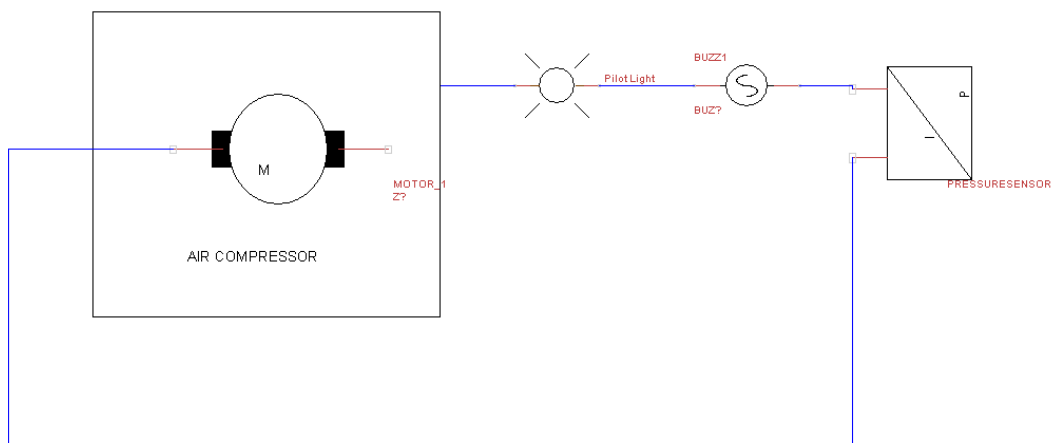 BUZZ1
Pilot Light
BUZ?
P
I
M
MOTOR_1
Z?
PRESSURESENSOR
AIR COMPRESSOR